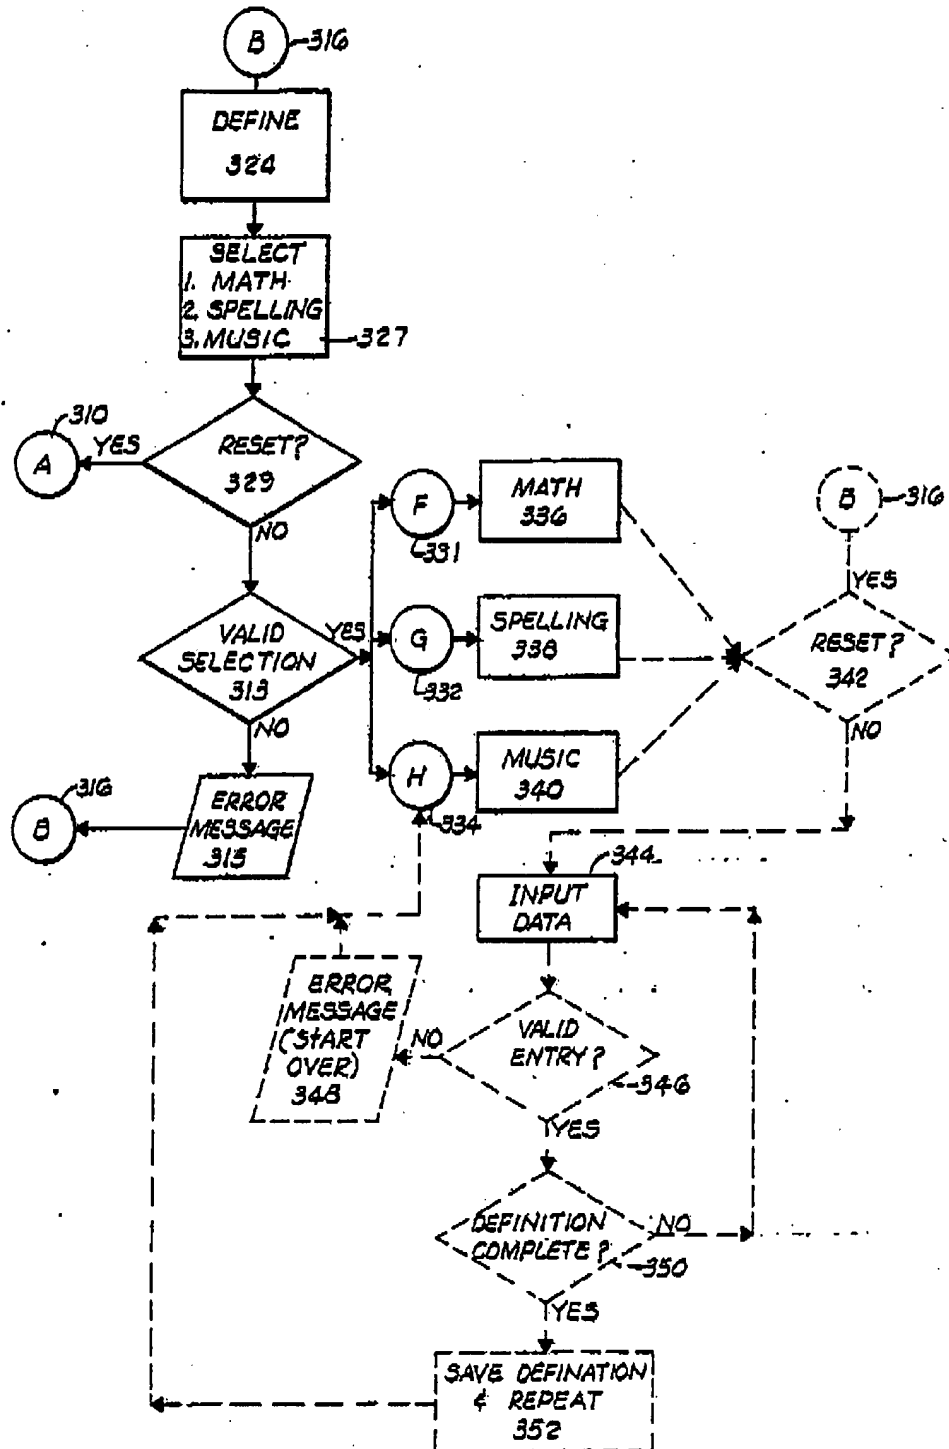 B
316
DEFINE
324
SELECT
1. MATH
2. SPELLING
3. MUSIC
327
310
A
YES
RESET?
329
NO
VALID
SELECTION
313
YES
NO
ERROR
MESSAGE
315
316
B
F
331
MATH
336
G
332
SPELLING
338
H
334
MUSIC
340
B
316
YES
RESET?
342
NO
344
INPUT
DATA
VALID
ENTRY?
346
NO
ERROR
MESSAGE
(START
OVER)
348
YES
DEFINITION
COMPLETE?
350
NO
YES
SAVE DEFINATION
& REPEAT
352